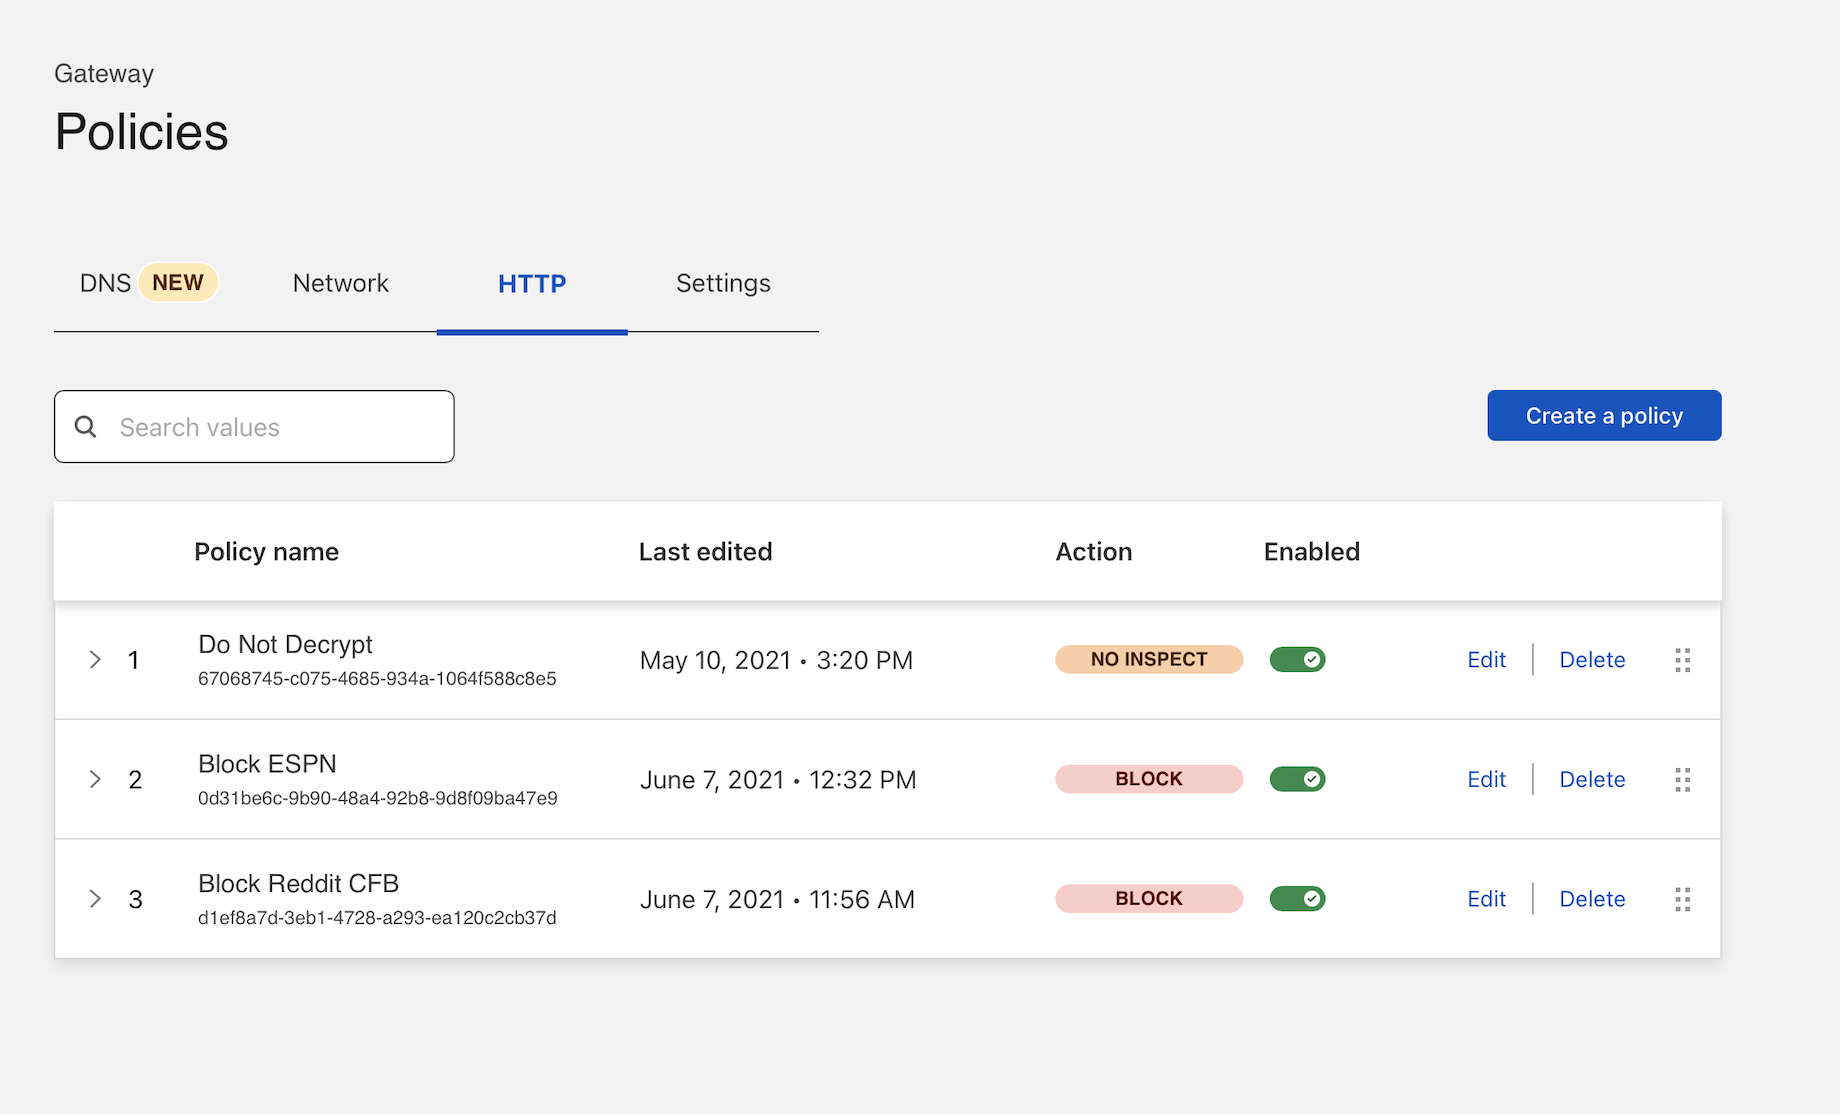 Gateway
Policies
DNS NEW Network HTTP Settings
Search values
Create a policy
Policy name Last edited Action Enabled
1 Do Not Decrypt May 10, 2021 • 3:20 PM NO INSPECT Edit Delete
67068745-c075-4685-934a-1064f588c8e5
2 Block ESPN June 7, 2021 • 12:32 PM BLOCK Edit Delete
0d31be6c-9b90-48a4-92b8-9d8f09ba47e9
3 Block Reddit CFB June 7, 2021 • 11:56 AM BLOCK Edit Delete
d1ef8a7d-3eb1-4728-a293-ea120c2cb37d